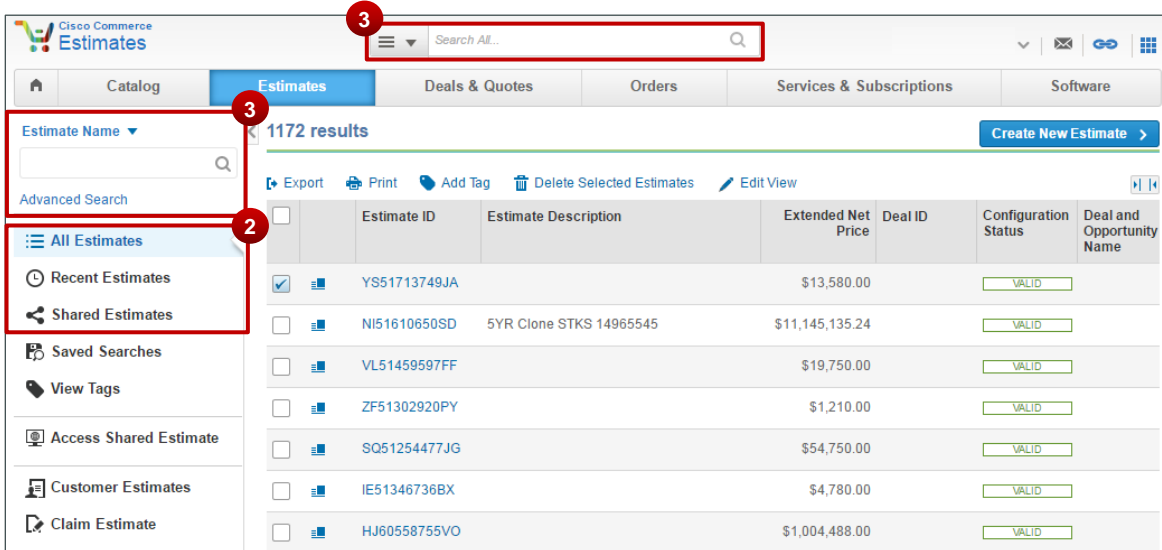 Cisco Commerce
Estimates
3
Search All...
Catalog
Estimates
Deals & Quotes
Orders
Services & Subscriptions
Software
3
Estimate Name
Advanced Search
2
All Estimates
Recent Estimates
Shared Estimates
Saved Searches
View Tags
Access Shared Estimate
Customer Estimates
Claim Estimate
1172 results
Create New Estimate
Export Print Add Tag Delete Selected Estimates Edit View
Estimate ID Estimate Description Extended Net Price Deal ID Configuration Status Deal and Opportunity Name
YS51713749JA $13,580.00 VALID
NI51610650SD 5YR Clone STKS 14965545 $11,145,135.24 VALID
VL51459597FF $19,750.00 VALID
ZF51302920PY $1,210.00 VALID
SQ51254477JG $54,750.00 VALID
IE51346736BX $4,780.00 VALID
HJ60558755VO $1,004,488.00 VALID